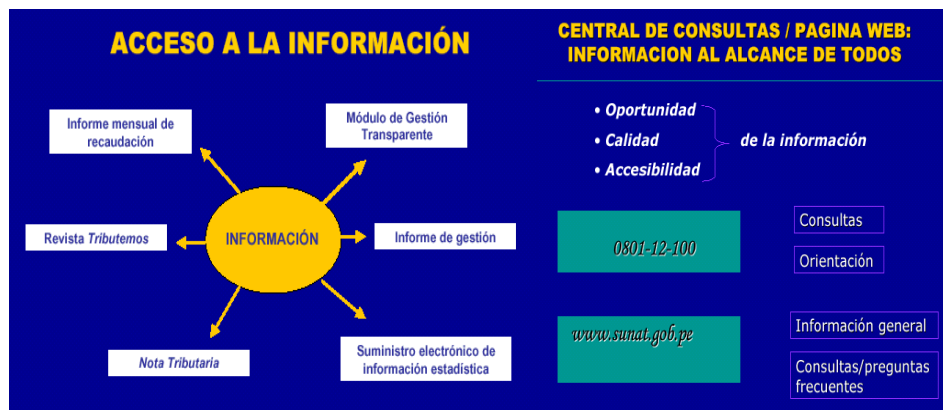 ACCESO A LA INFORMACIÓN
Informe mensual de
recaudación
Módulo de Gestión
Transparente
Revista Tributemos
INFORMACIÓN
Informe de gestión
Nota Tributaria
Suministro electrónico de
información estadística
CENTRAL DE CONSULTAS / PAGINA WEB:
INFORMACION AL ALCANCE DE TODOS
• Oportunidad
• Calidad
• Accesibilidad
de la información
0801-12-100
Consultas
Orientación
www.sunat.gob.pe
Información general
Consultas/preguntas
frecuentes